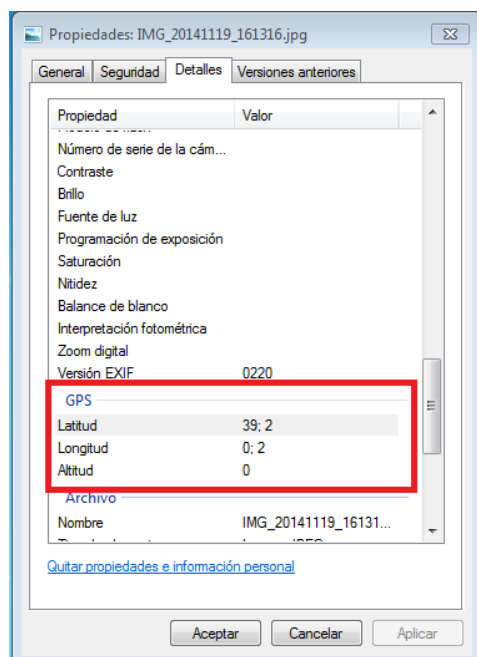 Propiedades: IMG_20141119_161316.jpg
General Seguridad Detalles Versiones anteriores
Propiedad Valor
Número de serie de la cám...
Contraste
Brillo
Fuente de luz
Programación de exposición
Saturación
Nitidez
Balance de blanco
Interpretación fotométrica
Zoom digital
Versión EXIF 0220
GPS
Latitud 39; 2
Longitud 0; 2
Altitud 0
Archivo
Nombre IMG_20141119_16131...
Quitar propiedades e información personal
Aceptar Cancelar Aplicar